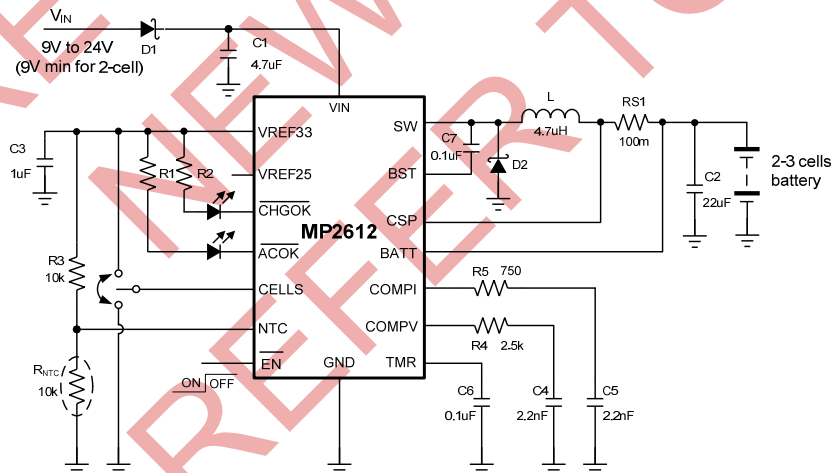 VIN
9V to 24V
(9V min for 2-cell)
D1
C1
4.7uF
VIN
C3
1uF
R1
R2
VREF33
VREF25
CHGOK
ACOK
CELLS
NTC
EN
GND
MP2612
SW
BST
CSP
BATT
COMPI
COMPV
TMR
C7
0.1uF
D2
L
4.7uH
RS1
100m
C2
22uF
2-3 cells
battery
R3
10k
RNTC
10k
ON
OFF
R5 750
R4 2.5k
C6
0.1uF
C4
2.2nF
C5
2.2nF
NEW
REFER TO